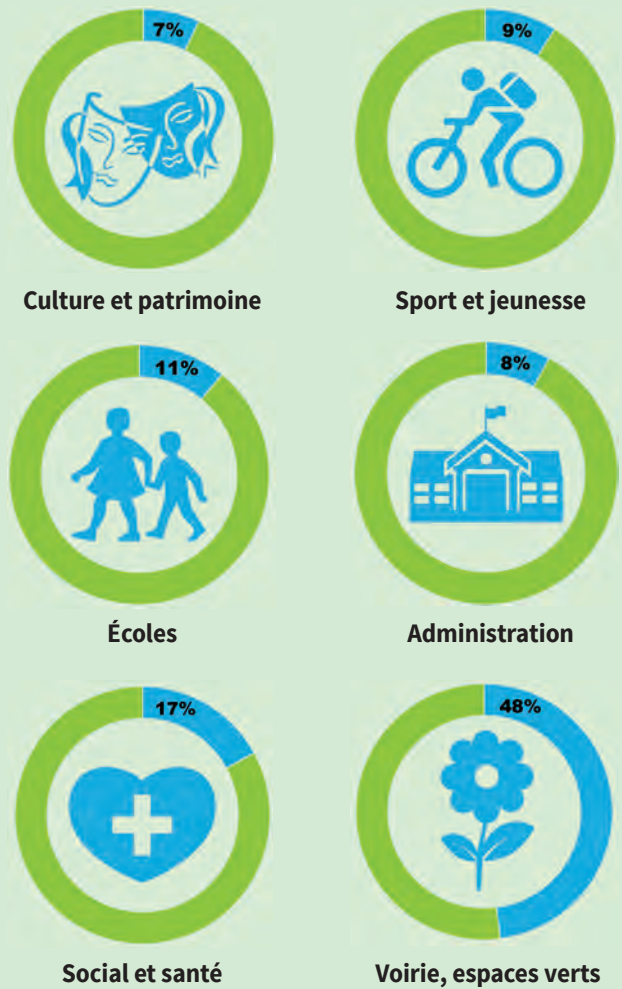 7%
9%
Culture et patrimoine
Sport et jeunesse
11%
8%
Écoles
Administration
17%
48%
Social et santé
Voirie, espaces verts